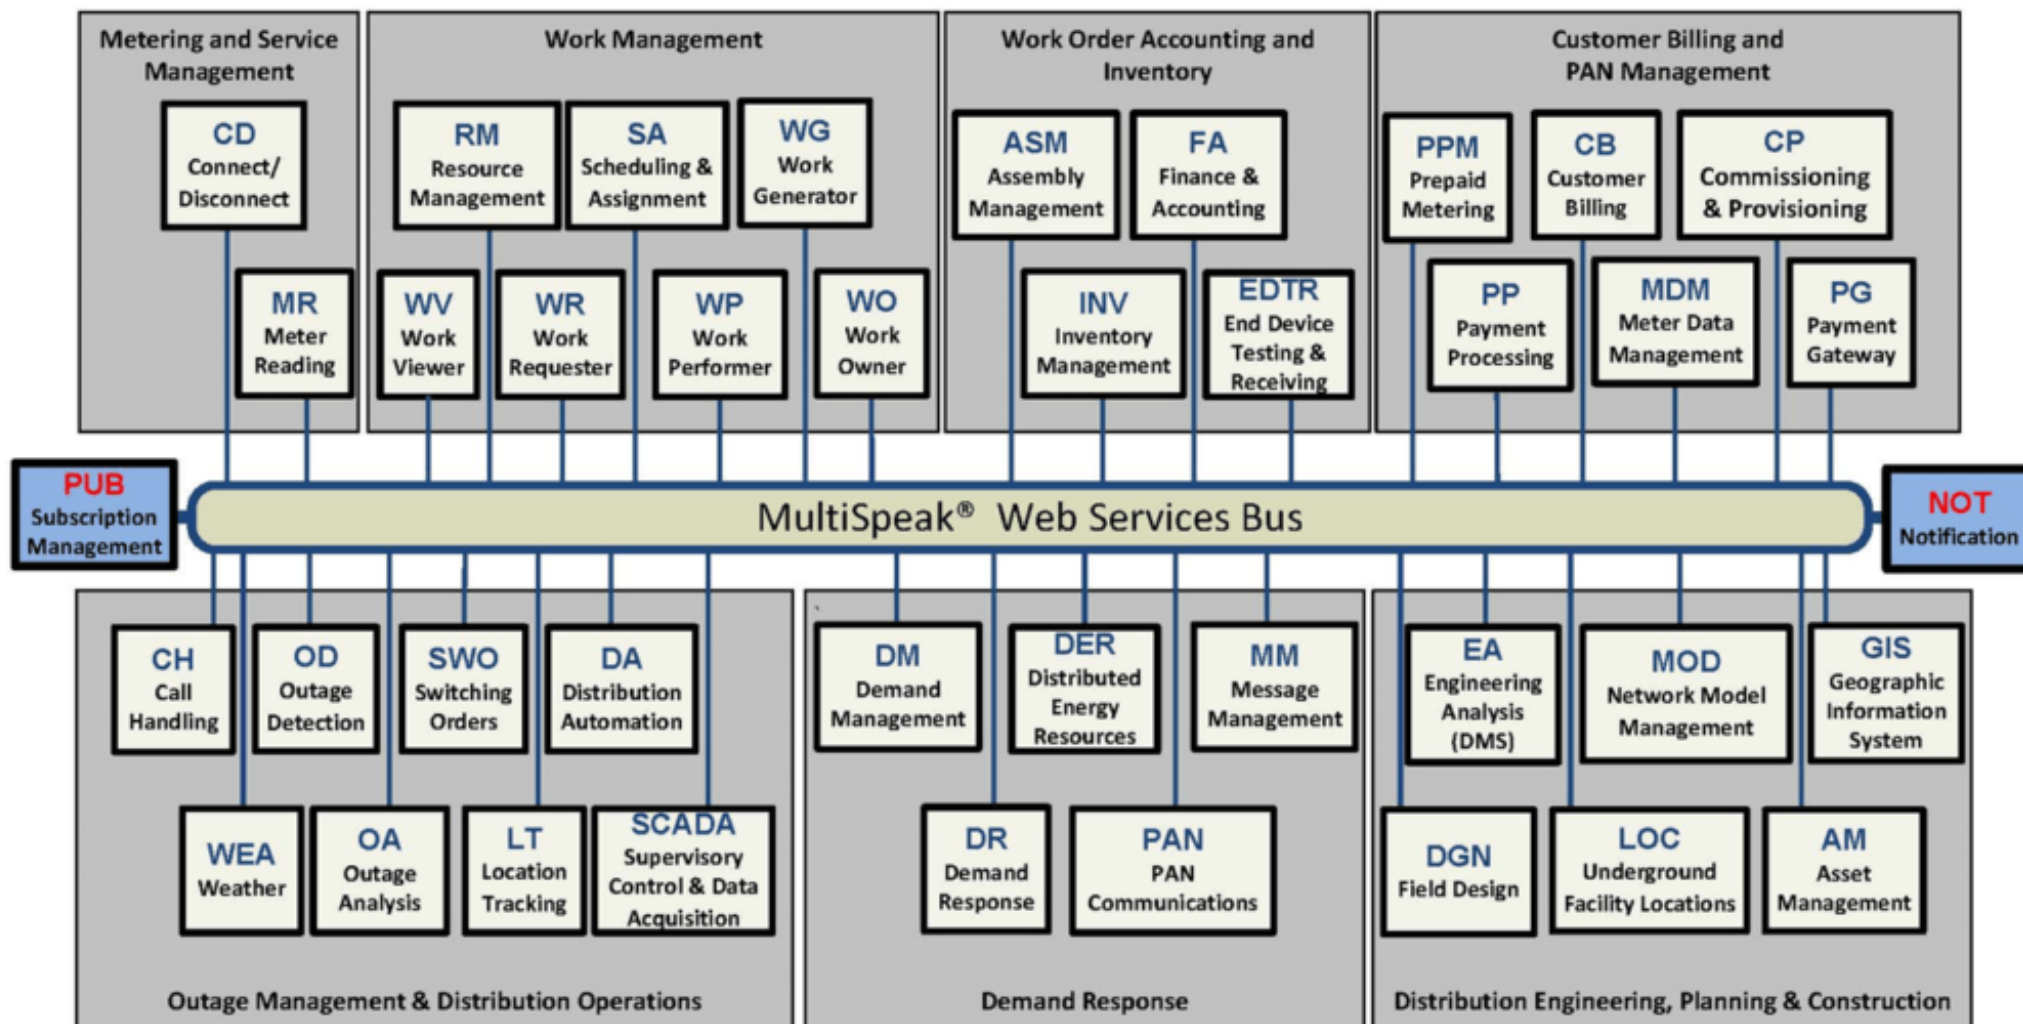 Metering and Service
Management
CD
Connect/
Disconnect
MR
Meter
Reading
Work Management
RM
Resource
Management
SA
Scheduling &
Assignment
WG
Work
Generator
WV
Work
Viewer
WR
Work
Requester
WP
Work
Performer
WO
Work
Owner
Work Order Accounting and
Inventory
ASM
Assembly
Management
FA
Finance &
Accounting
INV
Inventory
Management
EDTR
End Device
Testing &
Receiving
Customer Billing and
PAN Management
PPM
Prepaid
Metering
CB
Customer
Billing
CP
Commissioning
& Provisioning
PP
Payment
Processing
MDM
Meter Data
Management
PG
Payment
Gateway
PUB
Subscription
Management
MultiSpeak® Web Services Bus
NOT
Notification
CH
Call
Handling
OD
Outage
Detection
SWO
Switching
Orders
DA
Distribution
Automation
WEA
Weather
OA
Outage
Analysis
LT
Location
Tracking
SCADA
Supervisory
Control & Data
Acquisition
Outage Management & Distribution Operations
DM
Demand
Management
DER
Distributed
Energy
Resources
MM
Message
Management
DR
Demand
Response
PAN
PAN
Communications
Demand Response
EA
Engineering
Analysis
(DMS)
MOD
Network Model
Management
GIS
Geographic
Information
System
DGN
Field Design
LOC
Underground
Facility Locations
AM
Asset
Management
Distribution Engineering, Planning & Construction